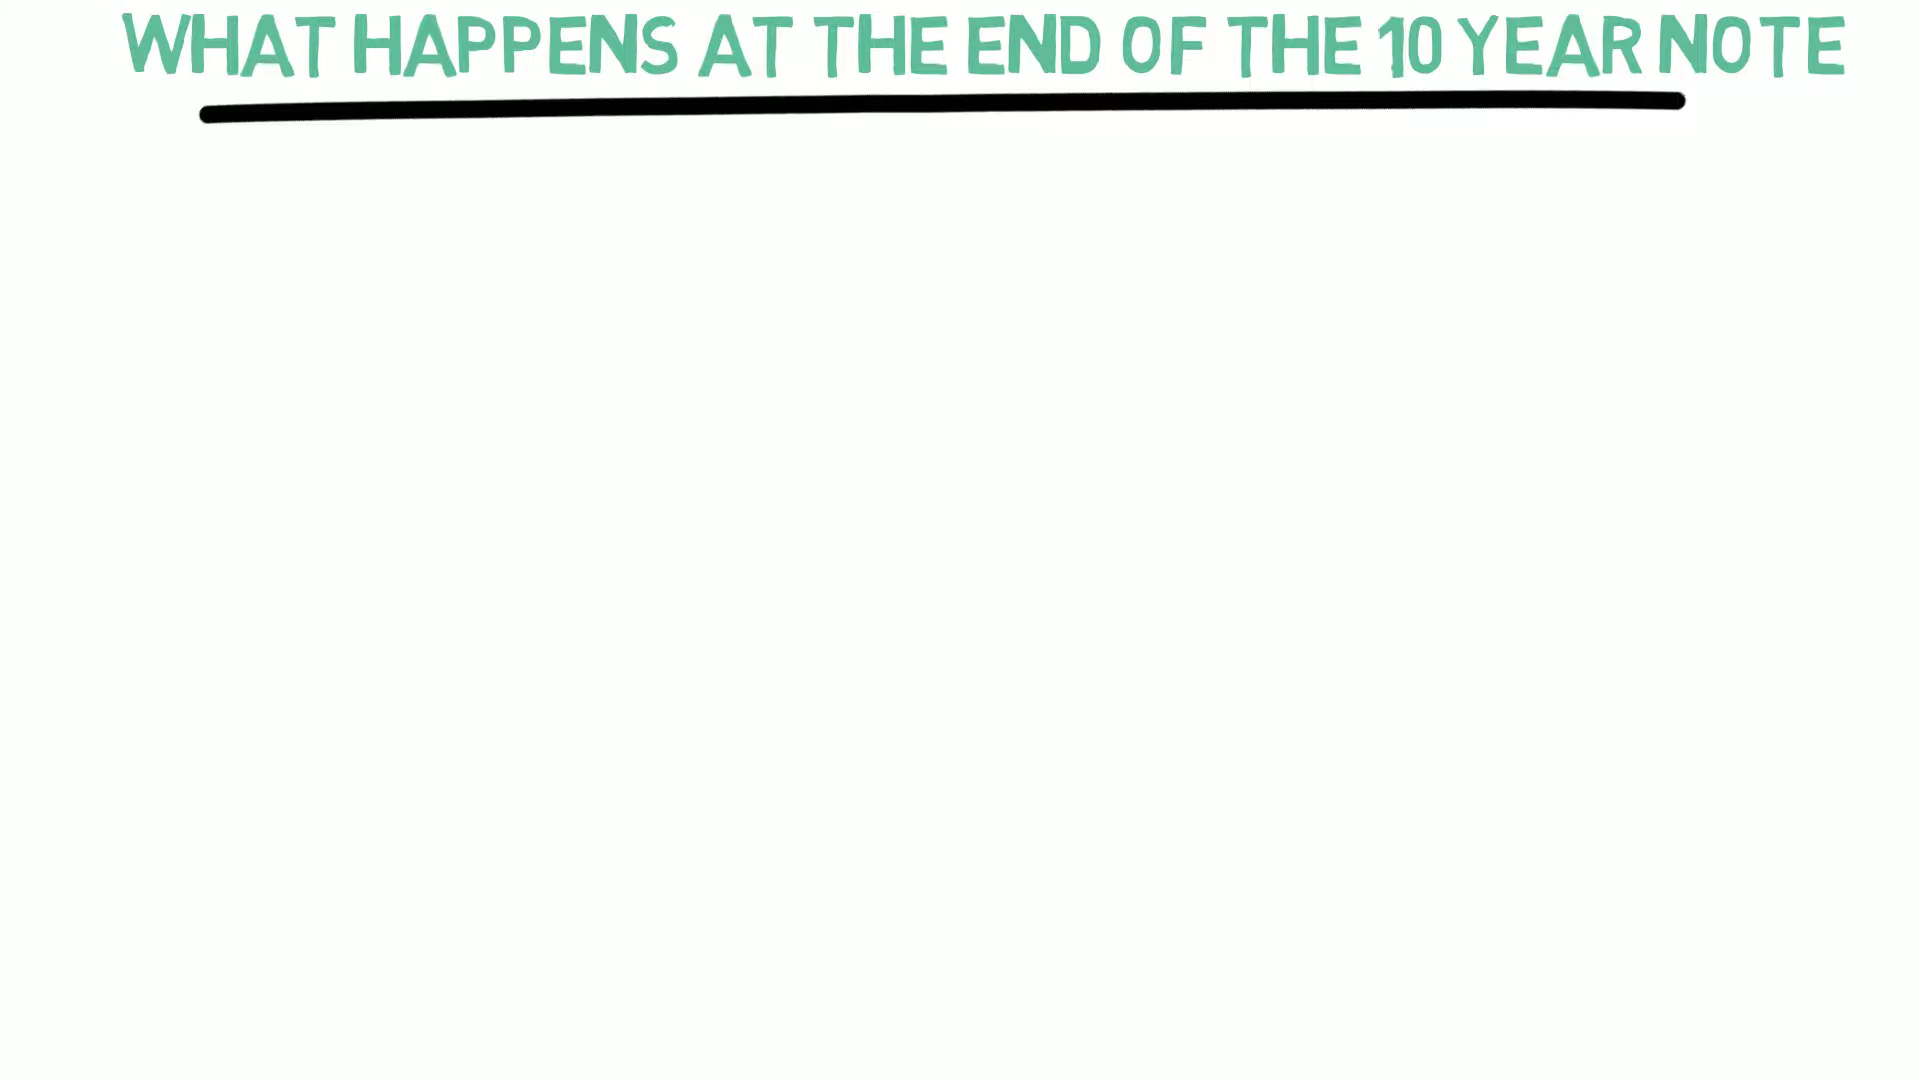 WHAT HAPPENS AT THE END OF THE 10 YEAR NOTE